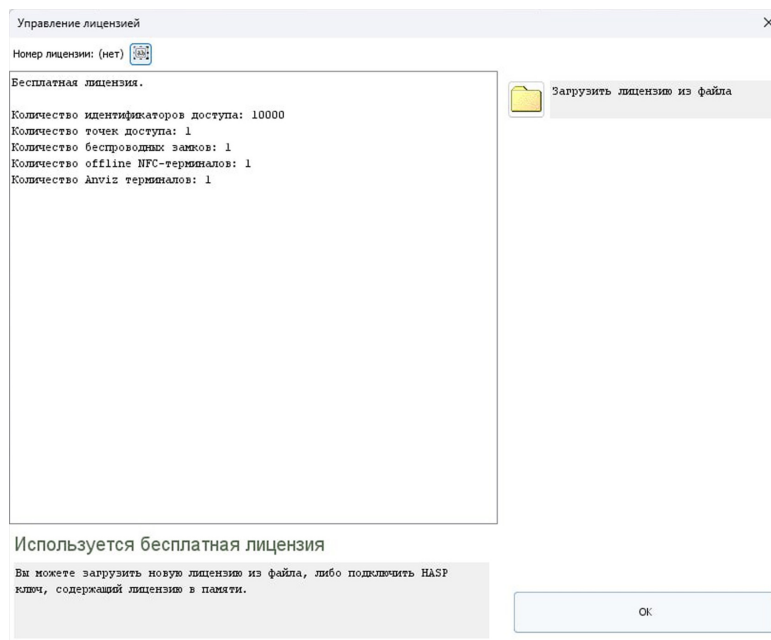 Управление лицензией
Номер лицензии: (нет)
Бесплатная лицензия.
Загрузить лицензию из файла
Количество идентификаторов доступа: 10000
Количество точек доступа: 1
Количество беспроводных замков: 1
Количество offline NFC-терминалов: 1
Количество Anviz терминалов: 1
Используется бесплатная лицензия
Вы можете загрузить новую лицензию из файла, либо подключить HASP
ключ, содержащий лицензию в памяти.
OK